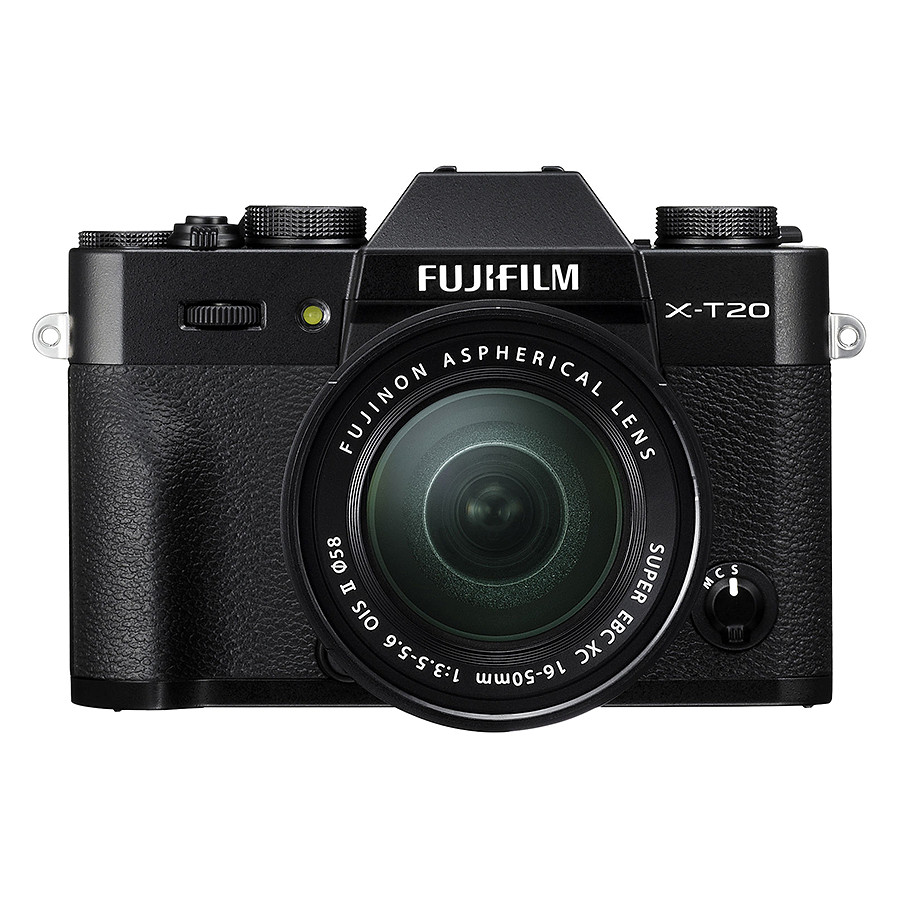 FUJIFILM
X-T20
FUJINON ASPHERICAL LENS
SUPER EBC XC 16-50mm 1:3.5-5.6 OIS II Ø58
M C S